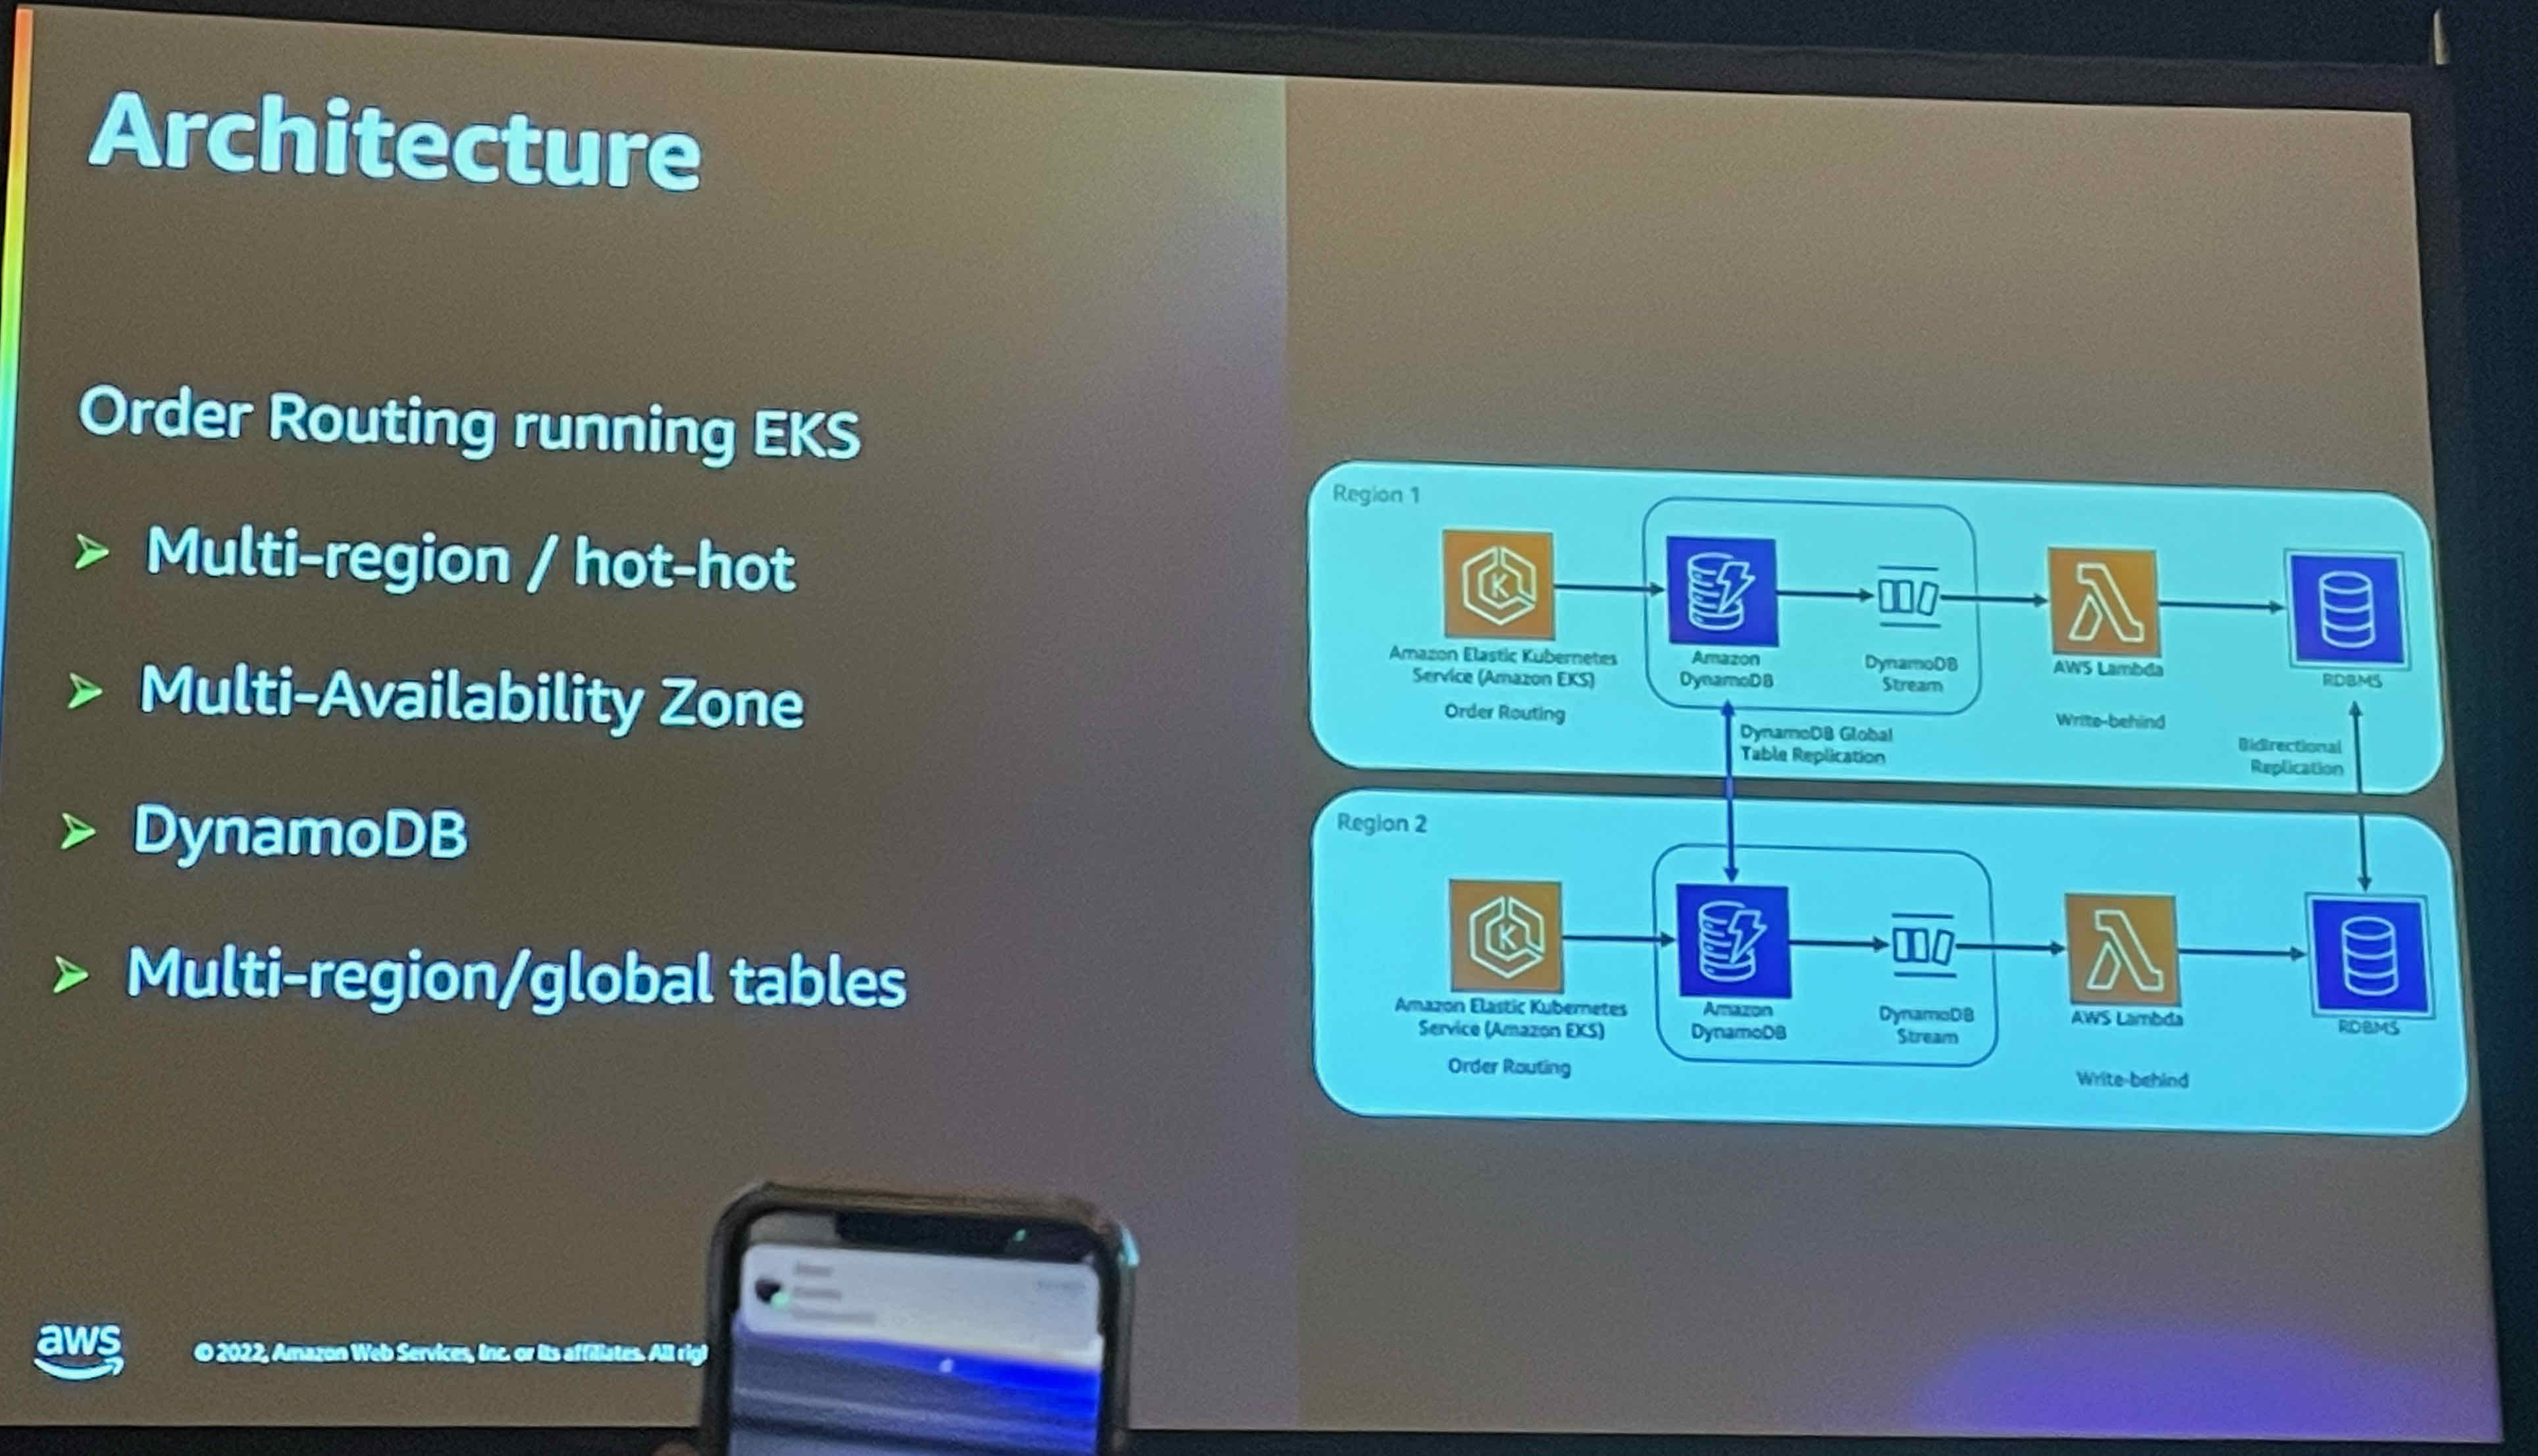 Architecture
Order Routing running EKS
➢ Multi-region / hot-hot
➢ Multi-Availability Zone
➢ DynamoDB
➢ Multi-region/global tables
Region 1
Amazon Elastic Kubernetes
Service (Amazon EKS)
Order Routing
Amazon
DynamoDB
DynamoDB
Stream
AWS Lambda
Write-behind
RDBMS
DynamoDB Global
Table Replication
Bidirectional
Replication
Region 2
Amazon Elastic Kubernetes
Service (Amazon EKS)
Order Routing
Amazon
DynamoDB
DynamoDB
Stream
AWS Lambda
Write-behind
RDBMS
aws
© 2022, Amazon Web Services, Inc. or its affiliates. All rig